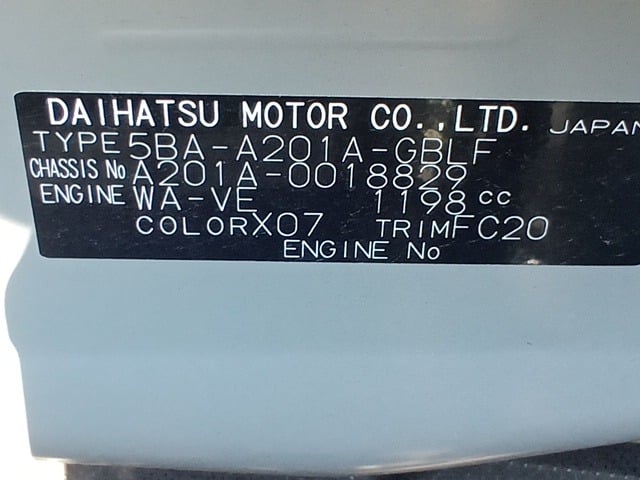 DAIHATSU MOTOR CO.,LTD. JAPAN
TYPE 5BA-A201A-GBLF
CHASSIS No A201A-0018829
ENGINE WA-VE 1198 cc
COLOR X07 TRIM FC20
ENGINE No